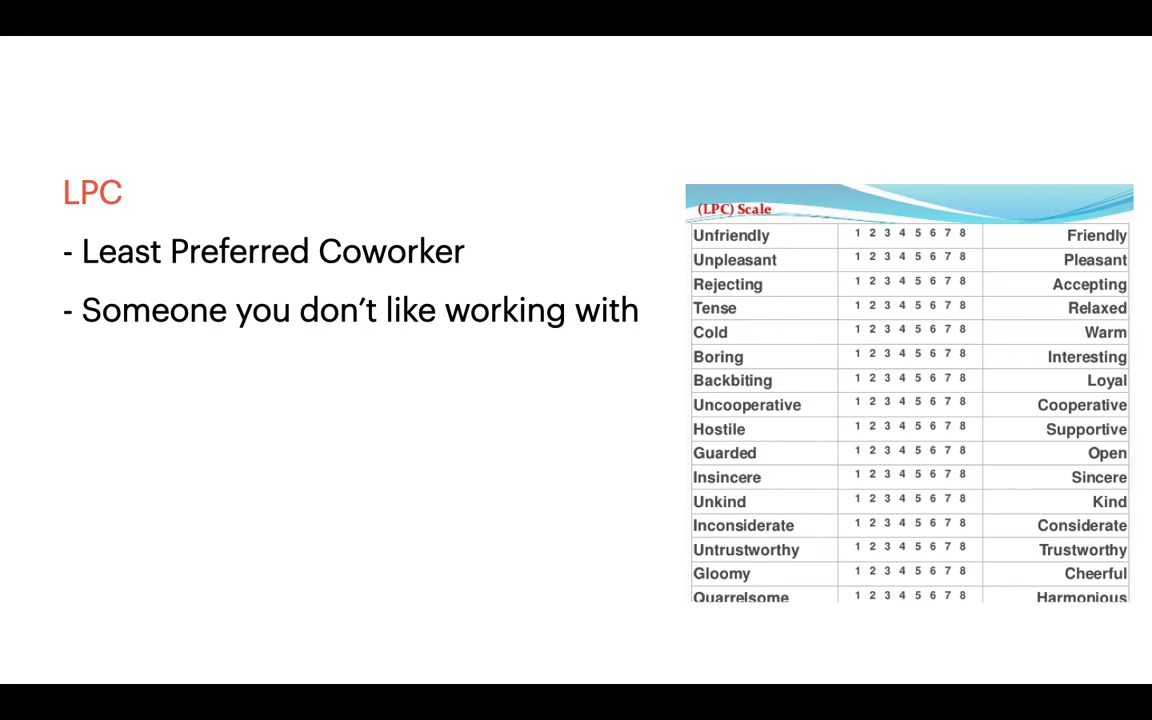 LPC
- Least Preferred Coworker
- Someone you don’t like working with
(LPC) Scale
Unfriendly 1 2 3 4 5 6 7 8 Friendly
Unpleasant 1 2 3 4 5 6 7 8 Pleasant
Rejecting 1 2 3 4 5 6 7 8 Accepting
Tense 1 2 3 4 5 6 7 8 Relaxed
Cold 1 2 3 4 5 6 7 8 Warm
Boring 1 2 3 4 5 6 7 8 Interesting
Backbiting 1 2 3 4 5 6 7 8 Loyal
Uncooperative 1 2 3 4 5 6 7 8 Cooperative
Hostile 1 2 3 4 5 6 7 8 Supportive
Guarded 1 2 3 4 5 6 7 8 Open
Insincere 1 2 3 4 5 6 7 8 Sincere
Unkind 1 2 3 4 5 6 7 8 Kind
Inconsiderate 1 2 3 4 5 6 7 8 Considerate
Untrustworthy 1 2 3 4 5 6 7 8 Trustworthy
Gloomy 1 2 3 4 5 6 7 8 Cheerful
Quarrelsome 1 2 3 4 5 6 7 8 Harmonious